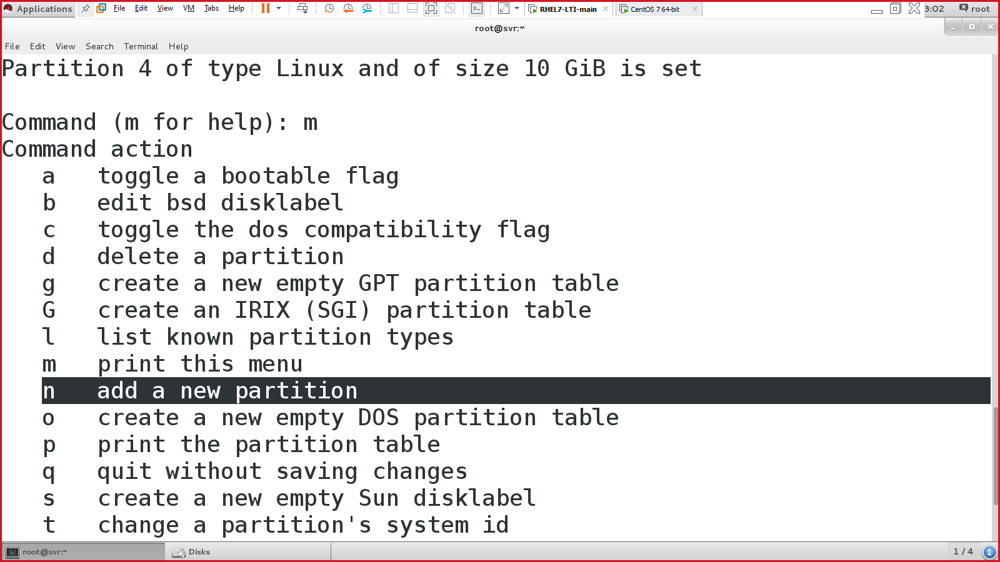 Applications File Edit View VM Tabs Help RHEL7-LTI-main CentOS 7 64-bit 3:02 root
root@svr:~
File Edit View Search Terminal Help
Partition 4 of type Linux and of size 10 GiB is set
Command (m for help): m
Command action
a toggle a bootable flag
b edit bsd disklabel
c toggle the dos compatibility flag
d delete a partition
g create a new empty GPT partition table
G create an IRIX (SGI) partition table
l list known partition types
m print this menu
n add a new partition
o create a new empty DOS partition table
p print the partition table
q quit without saving changes
s create a new empty Sun disklabel
t change a partition's system id
root@svr:~ Disks 1 / 4 1